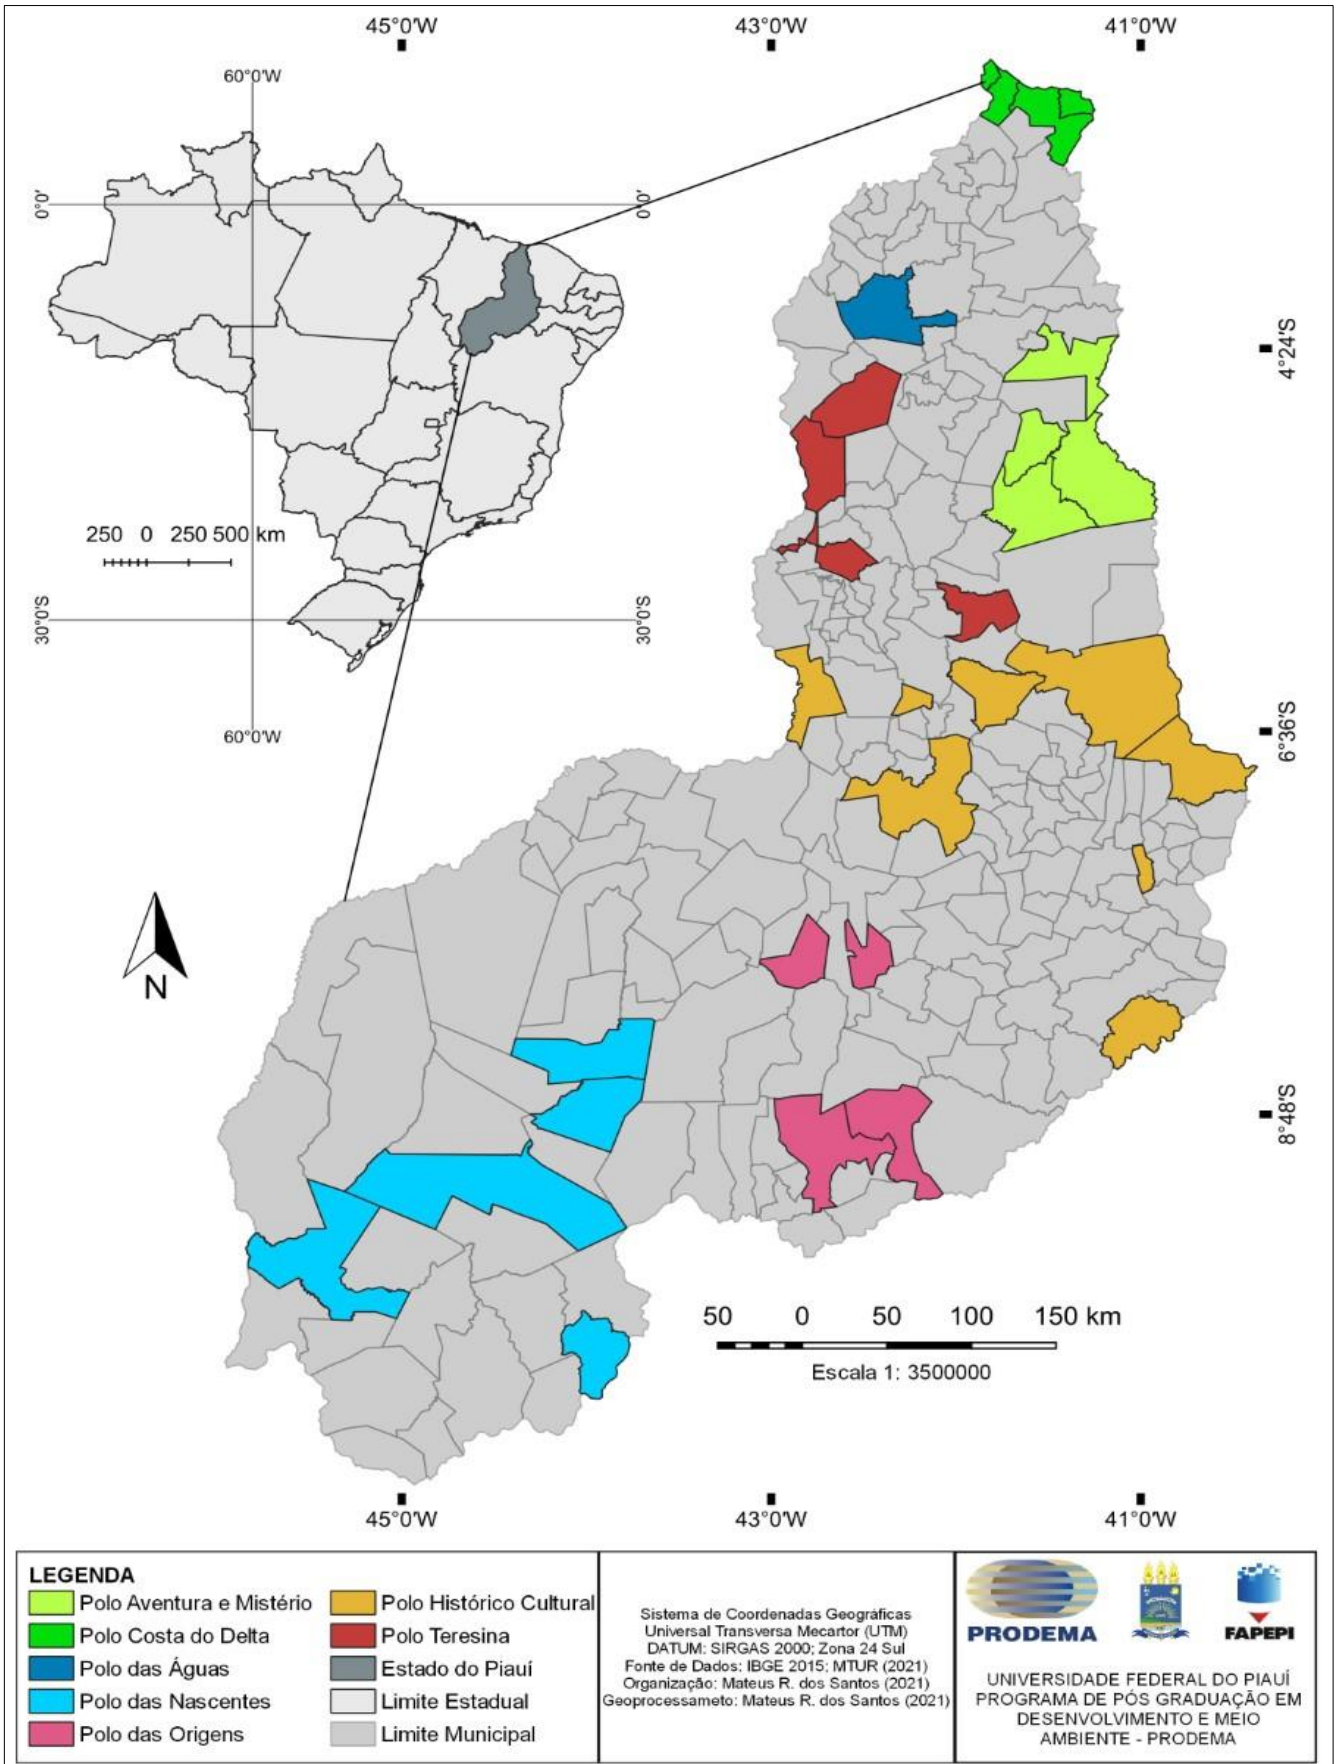 45°0'W
43°0'W
41°0'W
60°0'W
0°0'
0°0'
4°24'S
250 0 250 500 km
30°0'S
30°0'S
6°36'S
60°0'W
N
8°48'S
50 0 50 100 150 km
Escala 1: 3500000
45°0'W
43°0'W
41°0'W
LEGENDA
Polo Aventura e Mistério
Polo Costa do Delta
Polo das Águas
Polo das Nascentes
Polo das Origens
Polo Histórico Cultural
Polo Teresina
Estado do Piauí
Limite Estadual
Limite Municipal
Sistema de Coordenadas Geográficas
Universal Transversa Mecartor (UTM)
DATUM: SIRGAS 2000; Zona 24 Sul
Fonte de Dados: IBGE 2015; MTUR (2021)
Organização: Mateus R. dos Santos (2021)
Geoprocessameto: Mateus R. dos Santos (2021)
PRODEMA
FAPEPI
UNIVERSIDADE FEDERAL DO PIAUÍ
PROGRAMA DE PÓS GRADUAÇÃO EM
DESENVOLVIMENTO E MEIO
AMBIENTE - PRODEMA